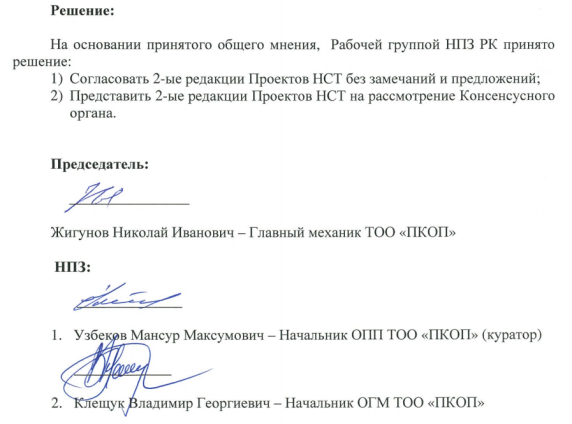 Решение:
На основании принятого общего мнения, Рабочей группой НПЗ РК принято
решение:
1) Согласовать 2-ые редакции Проектов НСТ без замечаний и предложений;
2) Представить 2-ые редакции Проектов НСТ на рассмотрение Консенсусного
органа.
Председатель:
Жигунов Николай Иванович – Главный механик ТОО «ПКОП»
НПЗ:
1. Узбеков Мансур Максумович – Начальник ОПП ТОО «ПКОП» (куратор)
2. Клещук Владимир Георгиевич – Начальник ОГМ ТОО «ПКОП»